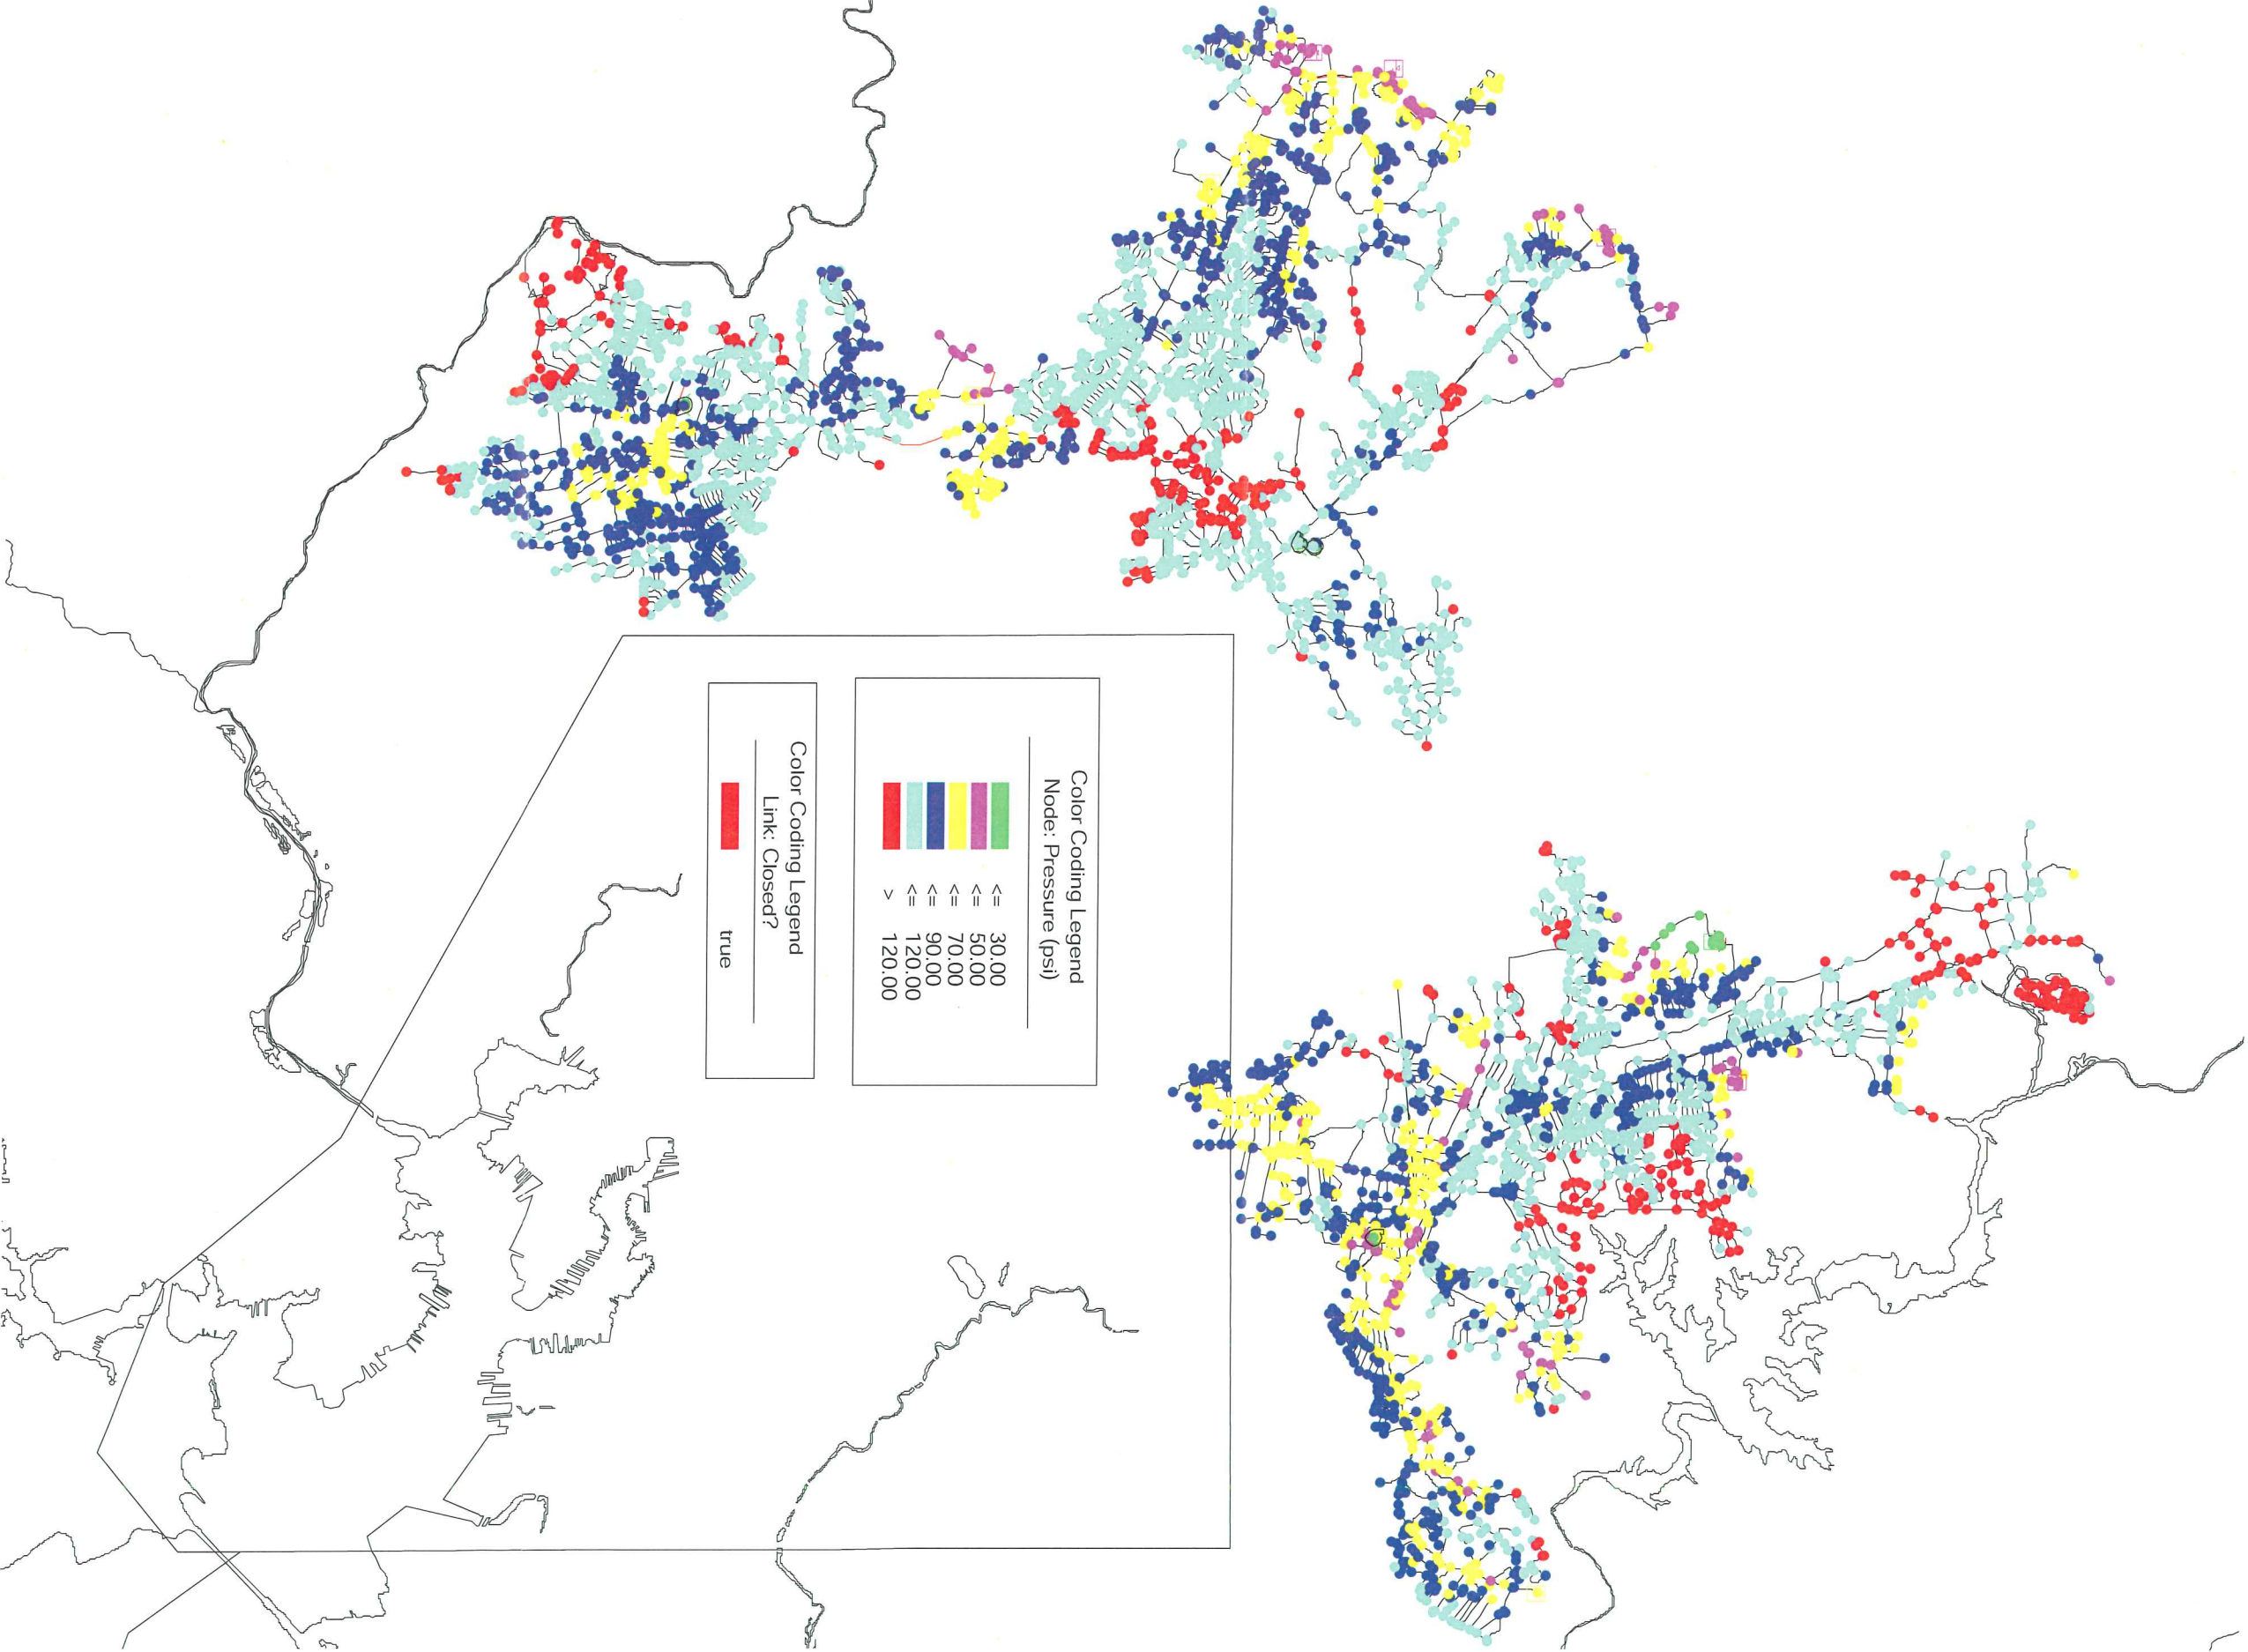 Color Coding Legend
Node: Pressure (psi)
<= 30.00
<= 50.00
<= 70.00
<= 90.00
<= 120.00
> 120.00
Color Coding Legend
Link: Closed?
true